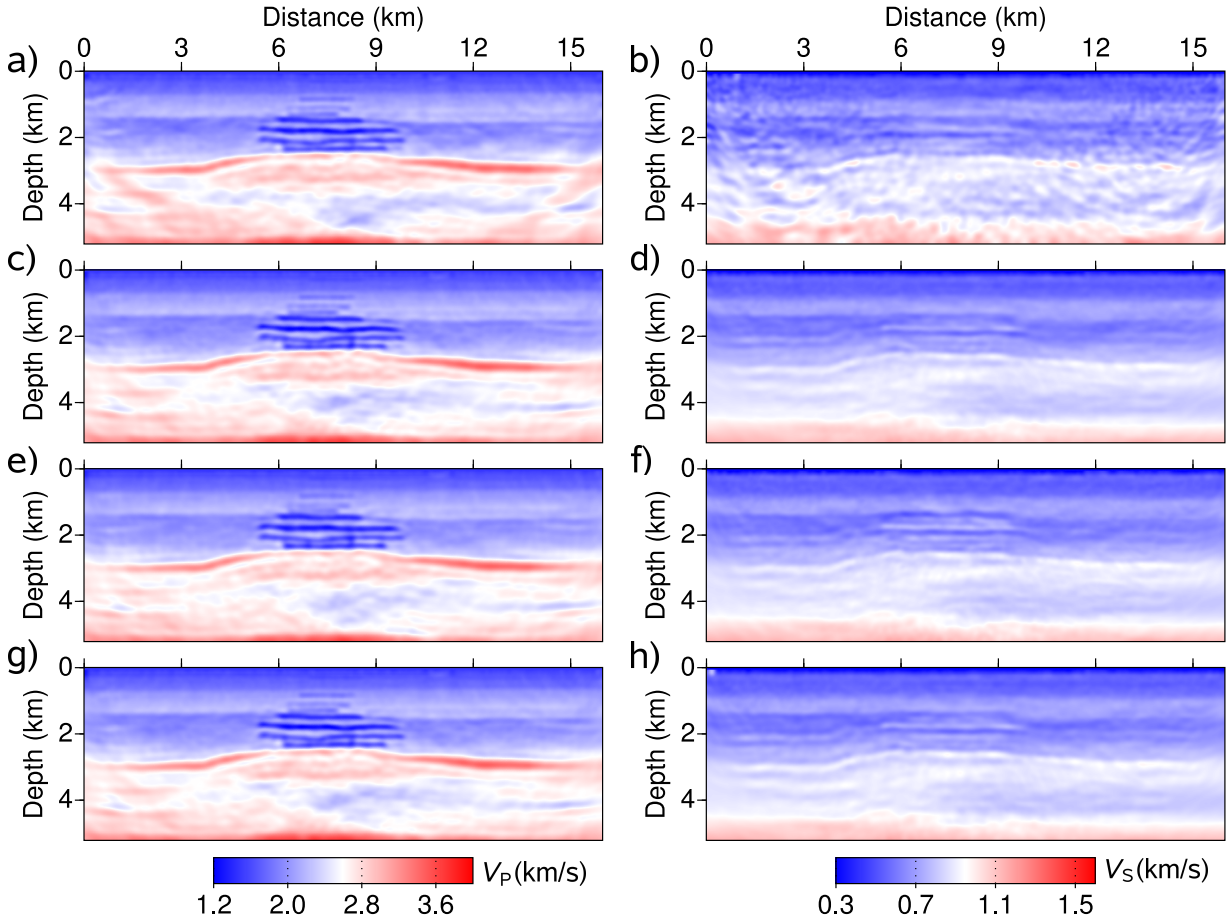 Distance (km) Distance (km)
0 3 6 9 12 15 0 3 6 9 12 15
a) b)
0 2 4 0 2 4
Depth (km) Depth (km)
c) d)
0 2 4 0 2 4
Depth (km) Depth (km)
e) f)
0 2 4 0 2 4
Depth (km) Depth (km)
g) h)
0 2 4 0 2 4
Depth (km) Depth (km)
VP(km/s) VS(km/s)
1.2 2.0 2.8 3.6 0.3 0.7 1.1 1.5